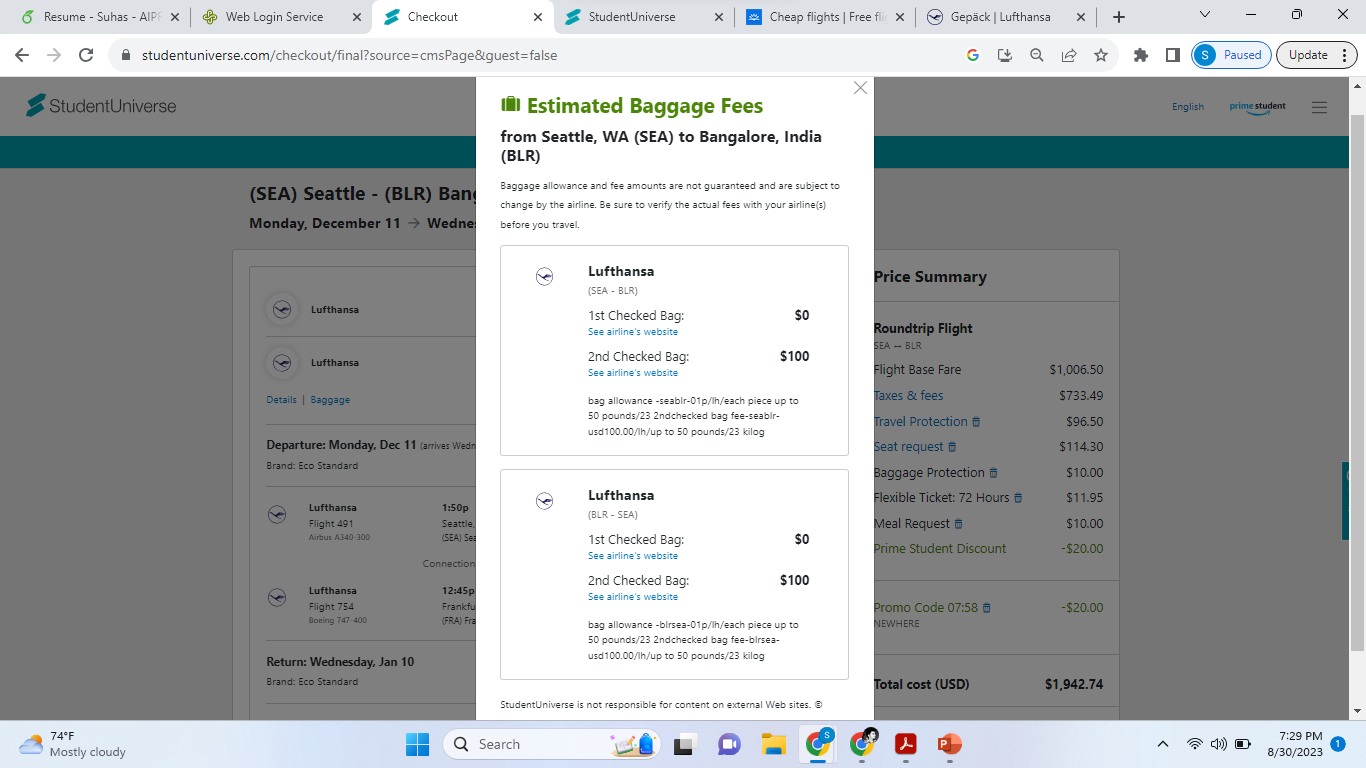 Resume - Suhas - AIPF
Web Login Service
Checkout
StudentUniverse
Cheap flights | Free fli
Gepäck | Lufthansa
studentuniverse.com/checkout/final?source=cmsPage&guest=false
S Paused
Update
StudentUniverse
English
prime student
(SEA) Seattle - (BLR) Bang
Monday, December 11 → Wednes
Lufthansa
Lufthansa
Details | Baggage
Departure: Monday, Dec 11 (arrives Wedn
Brand: Eco Standard
Lufthansa 1:50p
Flight 491 Seattle,
Airbus A340-300 (SEA) Sea
Connection
Lufthansa 12:45p
Flight 754 Frankfu
Boeing 747-400 (FRA) Fra
Return: Wednesday, Jan 10
Brand: Eco Standard
Estimated Baggage Fees
from Seattle, WA (SEA) to Bangalore, India
(BLR)
Baggage allowance and fee amounts are not guaranteed and are subject to
change by the airline. Be sure to verify the actual fees with your airline(s)
before you travel.
Lufthansa
(SEA - BLR)
1st Checked Bag: $0
See airline's website
2nd Checked Bag: $100
See airline's website
bag allowance -seablr-01p/lh/each piece up to
50 pounds/23 2ndchecked bag fee-seablr-
usd100.00/lh/up to 50 pounds/23 kilog
Lufthansa
(BLR - SEA)
1st Checked Bag: $0
See airline's website
2nd Checked Bag: $100
See airline's website
bag allowance -blrsea-01p/lh/each piece up to
50 pounds/23 2ndchecked bag fee-blrsea-
usd100.00/lh/up to 50 pounds/23 kilog
StudentUniverse is not responsible for content on external Web sites. ©
Price Summary
Roundtrip Flight
SEA ↔ BLR
Flight Base Fare $1,006.50
Taxes & fees $733.49
Travel Protection $96.50
Seat request $114.30
Baggage Protection $10.00
Flexible Ticket: 72 Hours $11.95
Meal Request $10.00
Prime Student Discount -$20.00
Promo Code 07:58 -$20.00
NEWHERE
Total cost (USD) $1,942.74
74°F
Mostly cloudy
Search
7:29 PM
8/30/2023
1